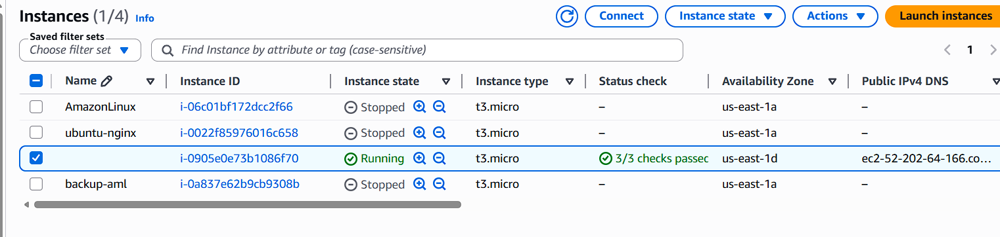 Instances (1/4) Info Connect Instance state Actions Launch instances
Saved filter sets
Choose filter set Find Instance by attribute or tag (case-sensitive) 1
Name Instance ID Instance state Instance type Status check Availability Zone Public IPv4 DNS
AmazonLinux i-06c01bf172dcc2f66 Stopped t3.micro – us-east-1a –
ubuntu-nginx i-0022f85976016c658 Stopped t3.micro – us-east-1a –
i-0905e0e73b1086f70 Running t3.micro 3/3 checks passec us-east-1d ec2-52-202-64-166.co...
backup-aml i-0a837e62b9cb9308b Stopped t3.micro – us-east-1a –